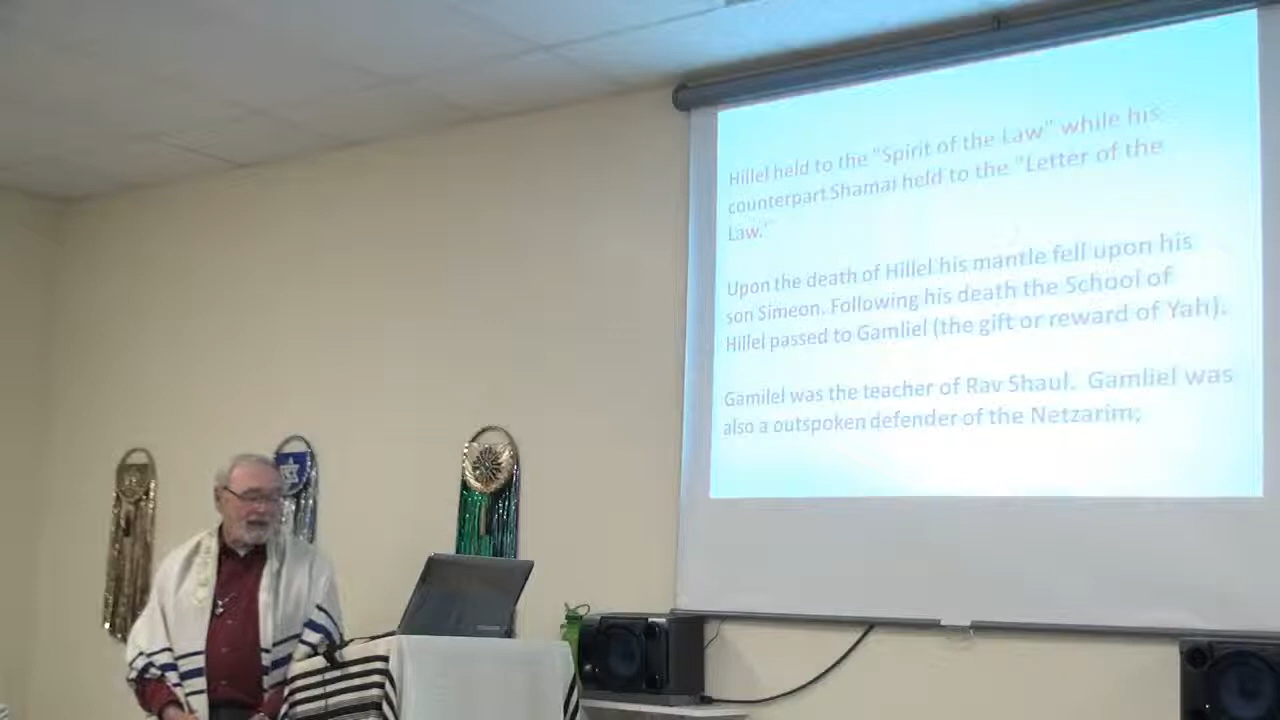 Hillel held to the "Spirit of the Law" while his
counterpart Shamai held to the "Letter of the
Law."
Upon the death of Hillel his mantle fell upon his
son Simeon. Following his death the School of
Hillel passed to Gamliel (the gift or reward of Yah).
Gamilel was the teacher of Rav Shaul. Gamliel was
also a outspoken defender of the Netzarim;